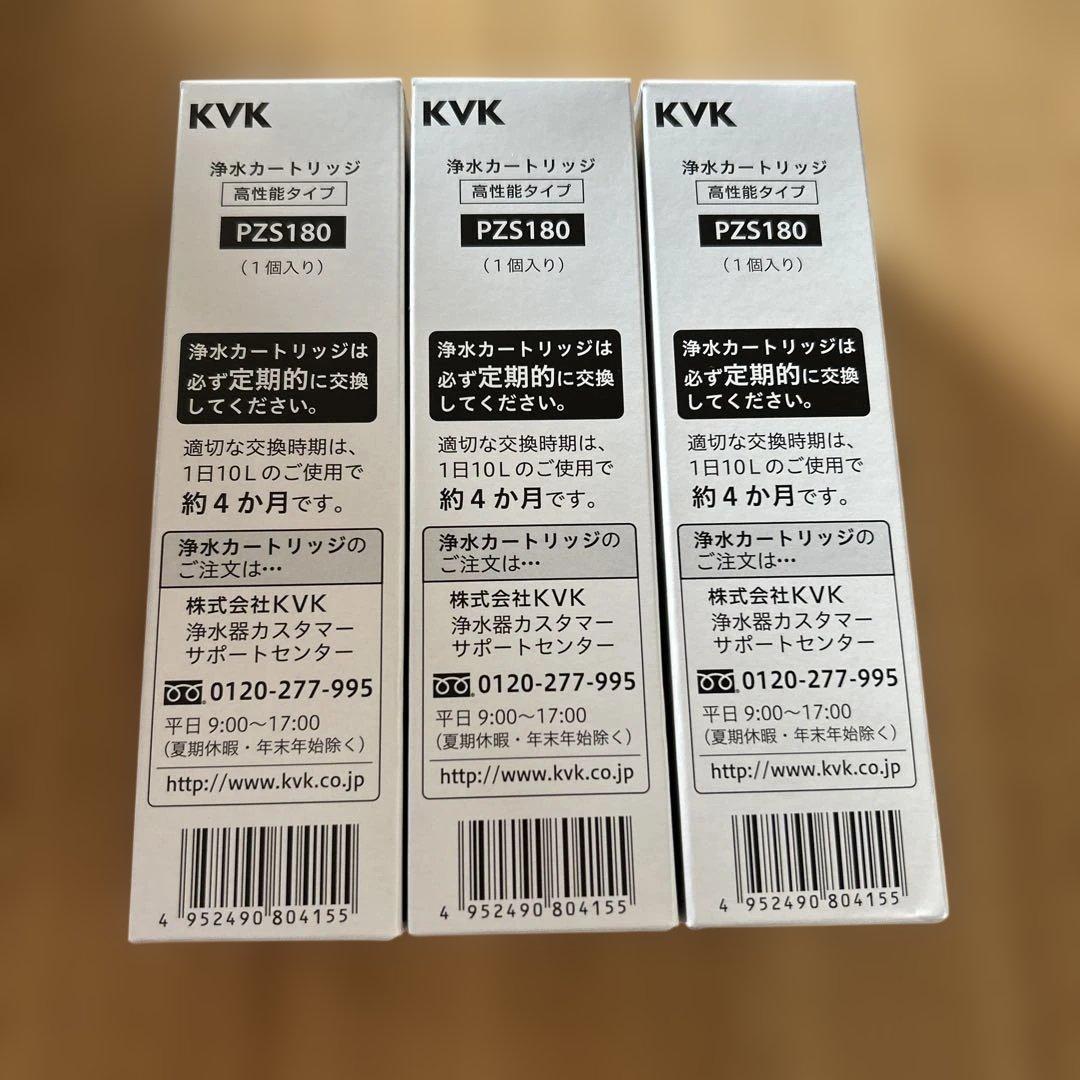 KVK
浄水カートリッジ
高性能タイプ
PZS180
（1個入り）
浄水カートリッジは
必ず定期的に交換
してください。
適切な交換時期は、
1日10Lのご使用で
約4か月です。
浄水カートリッジの
ご注文は…
株式会社KVK
浄水器カスタマー
サポートセンター
0120-277-995
平日 9:00〜17:00
（夏期休暇・年末年始除く）
http://www.kvk.co.jp
4 952490 804155
KVK
浄水カートリッジ
高性能タイプ
PZS180
（1個入り）
浄水カートリッジは
必ず定期的に交換
してください。
適切な交換時期は、
1日10Lのご使用で
約4か月です。
浄水カートリッジの
ご注文は…
株式会社KVK
浄水器カスタマー
サポートセンター
0120-277-995
平日 9:00〜17:00
（夏期休暇・年末年始除く）
http://www.kvk.co.jp
4 952490 804155
KVK
浄水カートリッジ
高性能タイプ
PZS180
（1個入り）
浄水カートリッジは
必ず定期的に交換
してください。
適切な交換時期は、
1日10Lのご使用で
約4か月です。
浄水カートリッジの
ご注文は…
株式会社KVK
浄水器カスタマー
サポートセンター
0120-277-995
平日 9:00〜17:00
（夏期休暇・年末年始除く）
http://www.kvk.co.jp
4 952490 804155